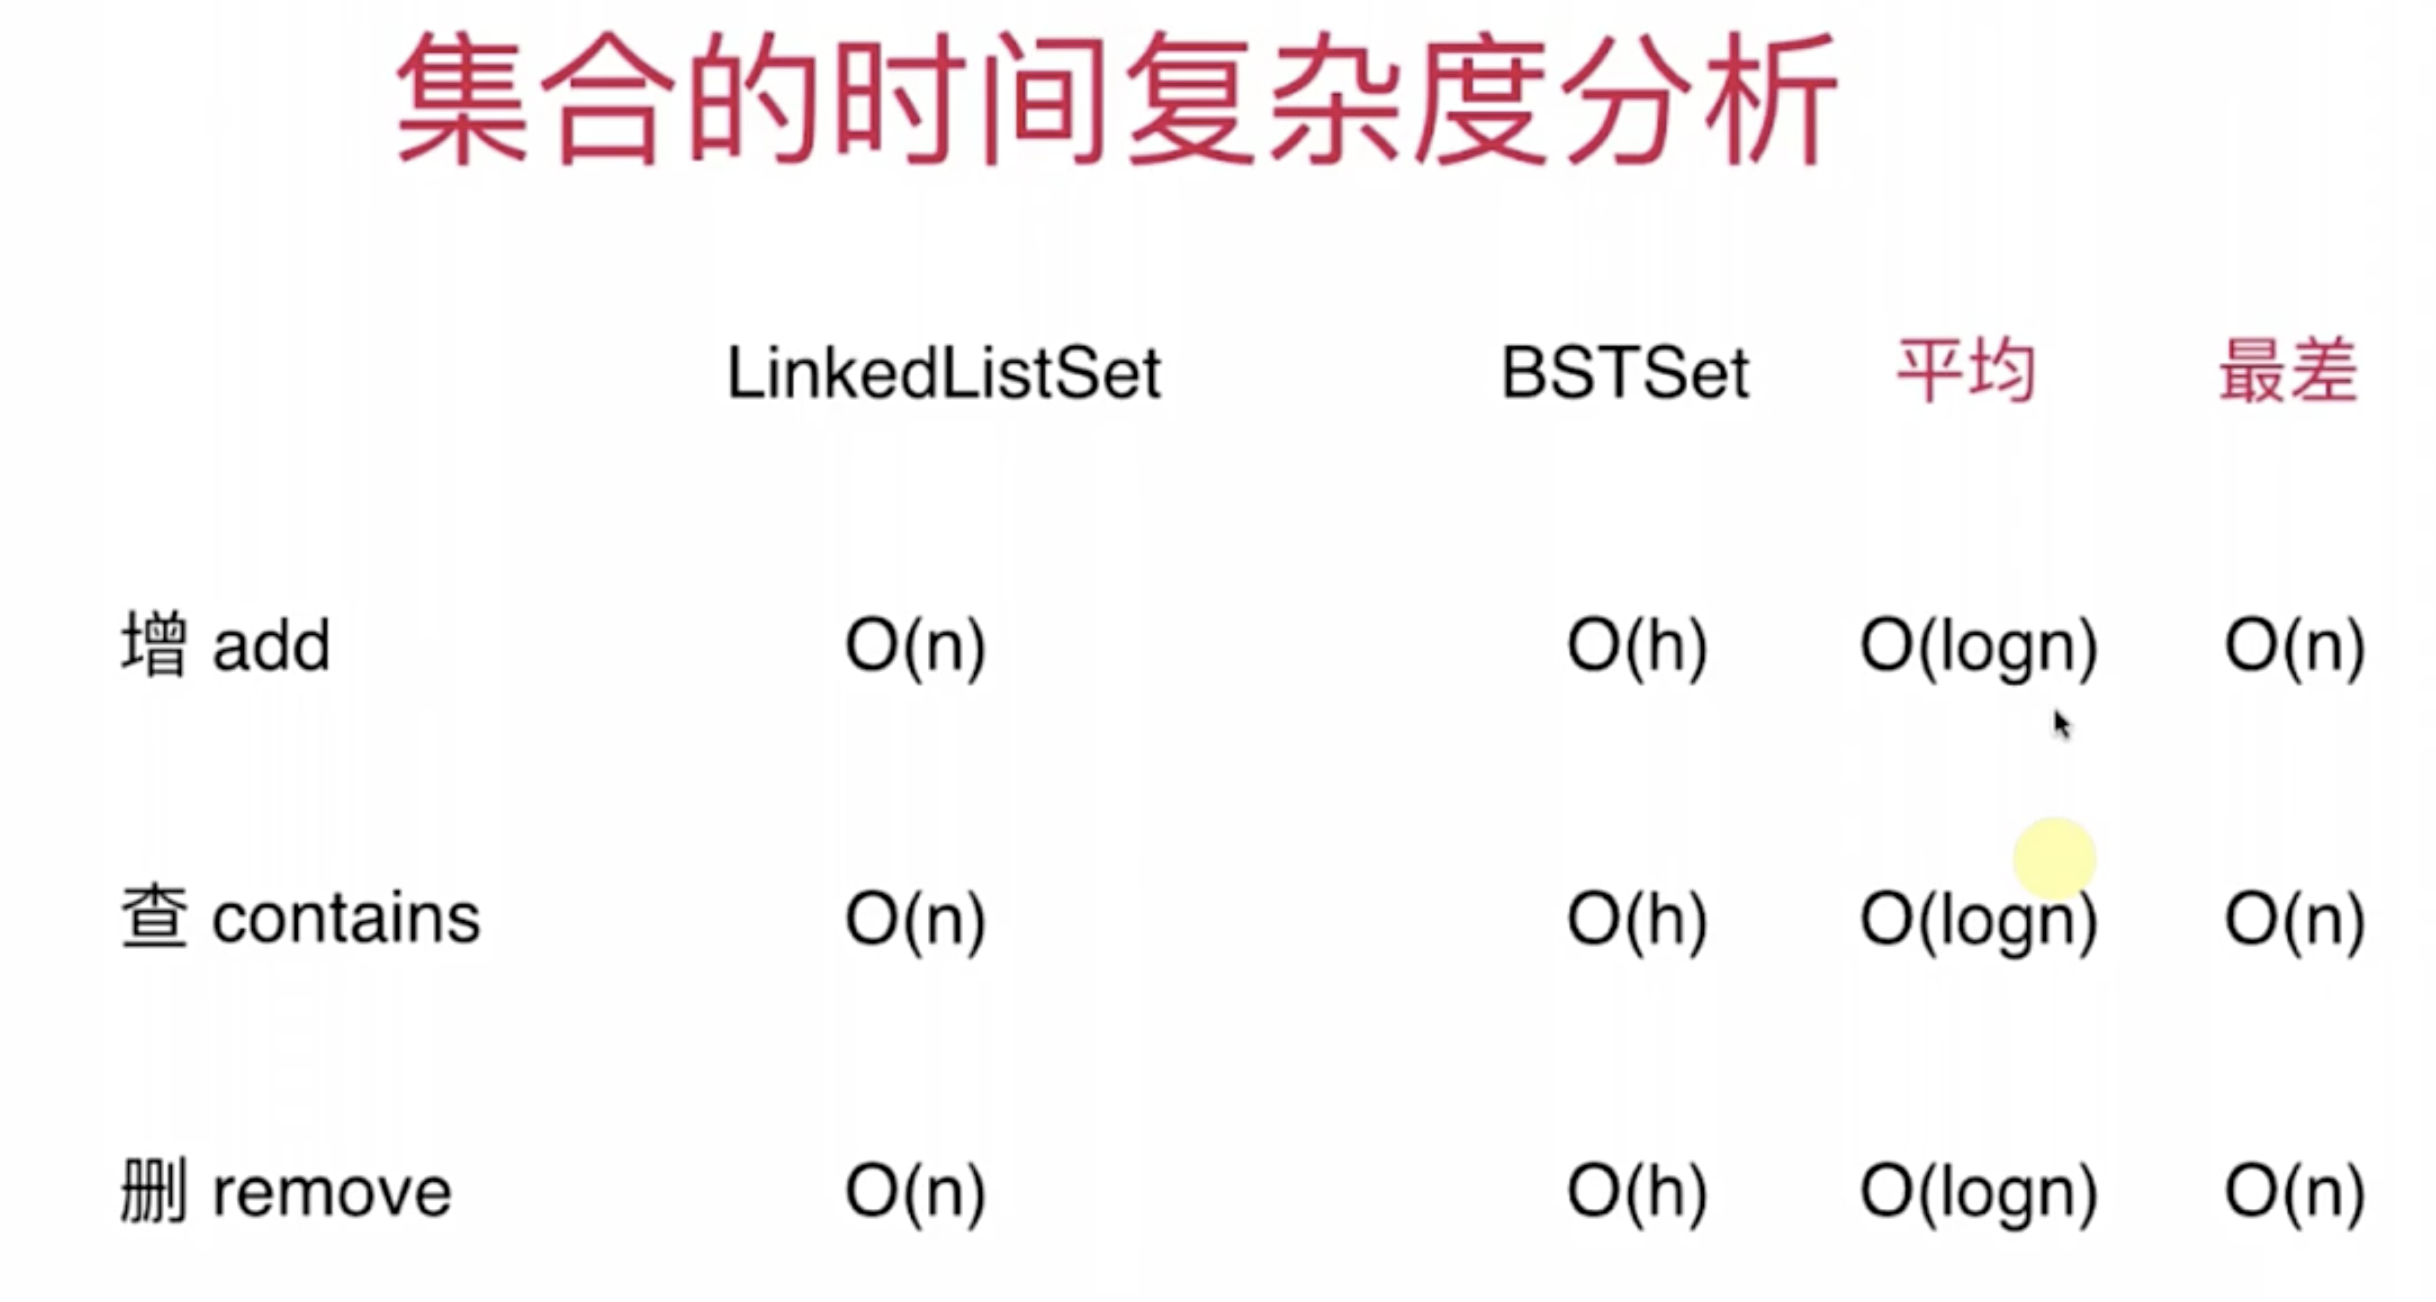 集合的时间复杂度分析
LinkedListSet BSTSet 平均 最差
增 add O(n) O(h) O(logn) O(n)
查 contains O(n) O(h) O(logn) O(n)
删 remove O(n) O(h) O(logn) O(n)